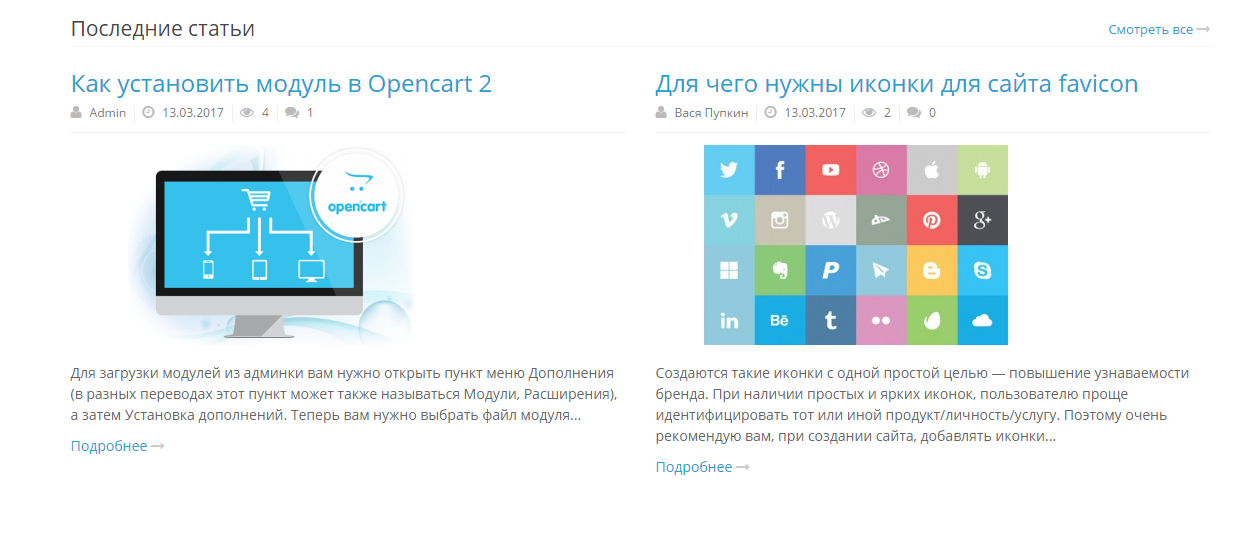 Последние статьи
Смотреть все
Как установить модуль в Opencart 2
Admin 13.03.2017 4 1
opencart
Для загрузки модулей из админки вам нужно открыть пункт меню Дополнения
(в разных переводах этот пункт может также называться Модули, Расширения),
а затем Установка дополнений. Теперь вам нужно выбрать файл модуля...
Подробнее
Для чего нужны иконки для сайта favicon
Вася Пупкин 13.03.2017 2 0
Создаются такие иконки с одной простой целью — повышение узнаваемости
бренда. При наличии простых и ярких иконок, пользователю проще
идентифицировать тот или иной продукт/личность/услугу. Поэтому очень
рекомендую вам, при создании сайта, добавлять иконки...
Подробнее